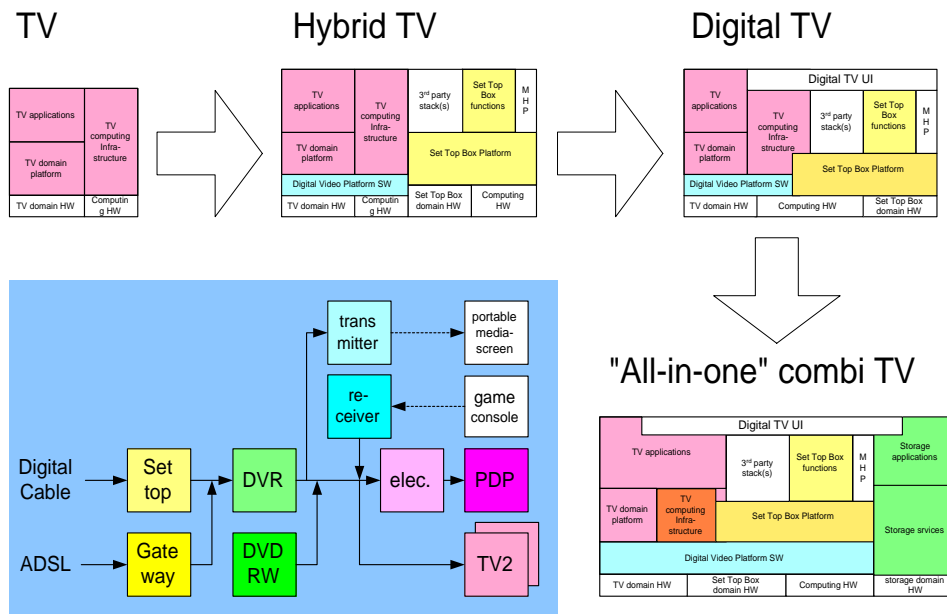 TV
Hybrid TV
Digital TV
TV applications
TV domain
platform
TV
computing
Infra-
structure
TV domain HW
Computin
g HW
TV
applications
TV domain
platform
TV
computing
Infra-
structure
3rd party
stack(s)
Set Top
Box
functions
M
H
P
Set Top Box Platform
Digital Video Platform SW
TV domain HW
Computin
g HW
Set Top Box
domain HW
Computing
HW
Digital TV UI
TV
applications
TV domain
platform
TV
computing
Infra-
structure
3rd party
stack(s)
Set Top
Box
functions
M
H
P
Set Top Box Platform
Digital Video Platform SW
TV domain HW
Computing HW
Set Top Box
domain HW
trans
mitter
portable
media-
screen
re-
ceiver
game
console
Digital
Cable
Set
top
DVR
elec.
PDP
ADSL
Gate
way
DVD
RW
TV2
"All-in-one" combi TV
Digital TV UI
TV applications
3rd party
stack(s)
Set Top Box
functions
M
H
P
Storage
applications
TV domain
platform
TV
computing
Infra-
structure
Set Top Box Platform
Storage srvices
Digital Video Platform SW
TV domain HW
Set Top Box
domain HW
Computing HW
storage domain
HW